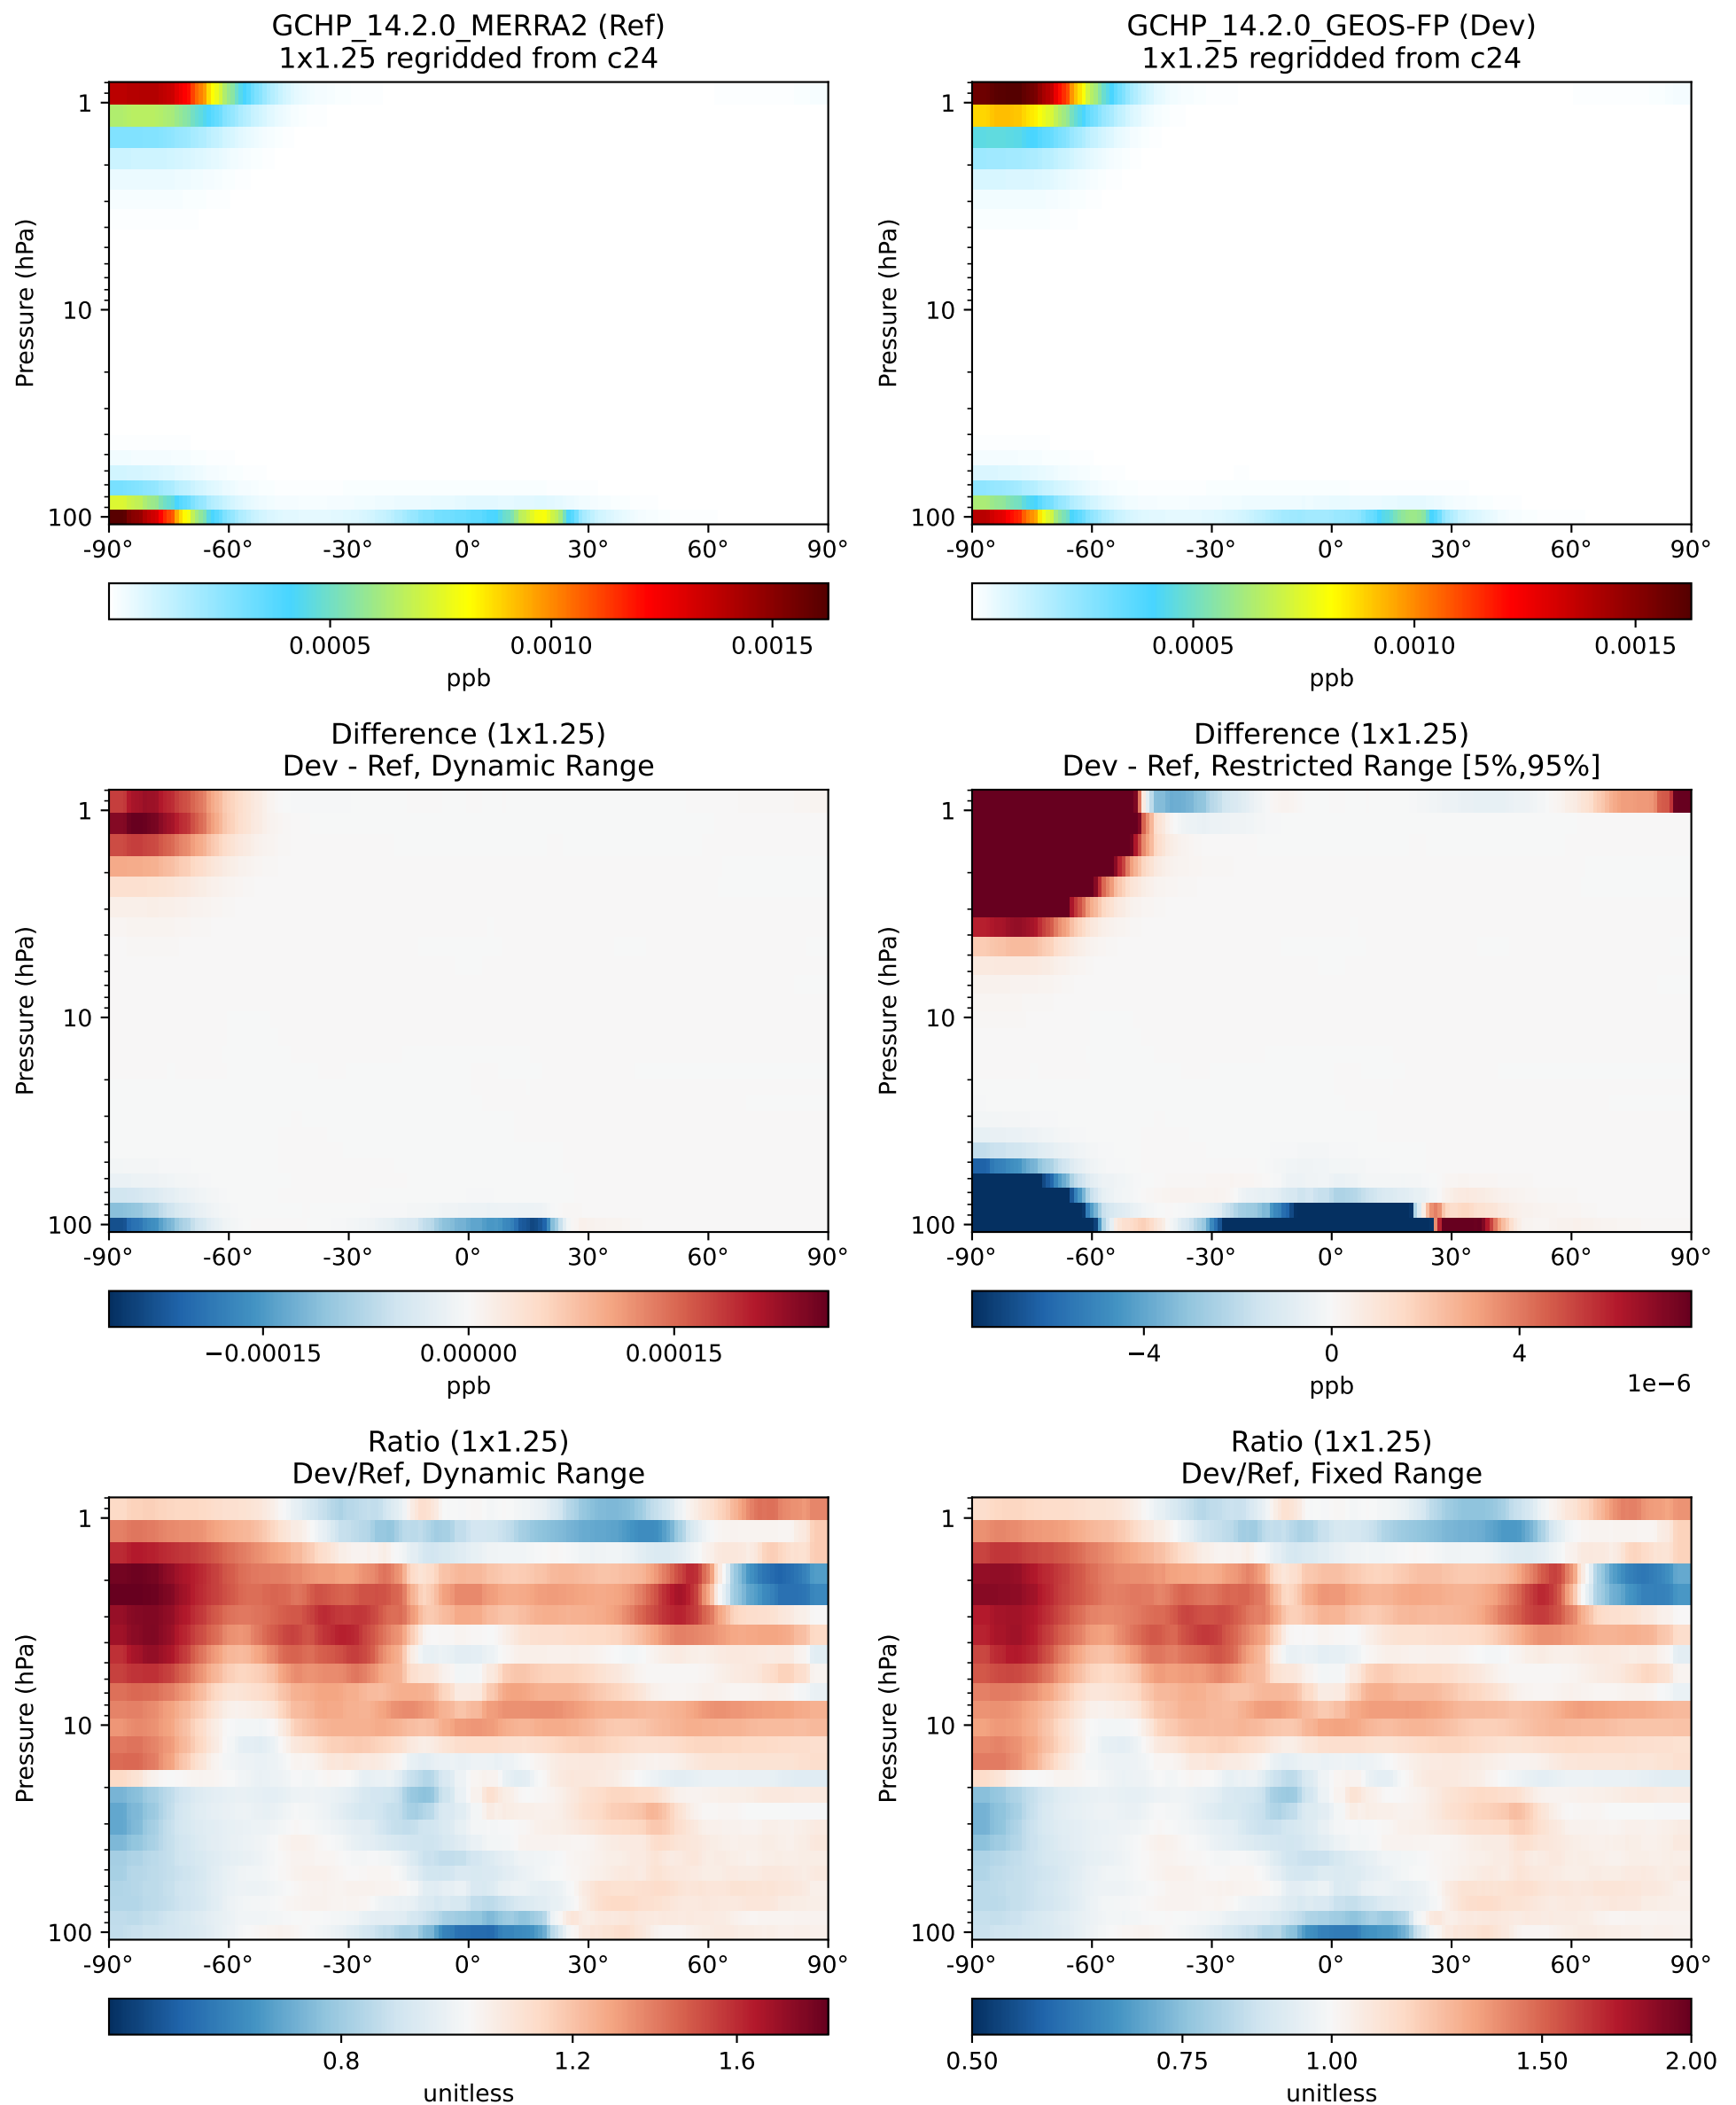 GCHP_14.2.0_MERRA2 (Ref)
1x1.25 regridded from c24
Pressure (hPa)
1
10
100
-90° -60° -30° 0° 30° 60° 90°
0.0005 0.0010 0.0015
ppb
GCHP_14.2.0_GEOS-FP (Dev)
1x1.25 regridded from c24
Pressure (hPa)
1
10
100
-90° -60° -30° 0° 30° 60° 90°
0.0005 0.0010 0.0015
ppb
Difference (1x1.25)
Dev - Ref, Dynamic Range
Pressure (hPa)
1
10
100
-90° -60° -30° 0° 30° 60° 90°
−0.00015 0.00000 0.00015
ppb
Difference (1x1.25)
Dev - Ref, Restricted Range [5%,95%]
Pressure (hPa)
1
10
100
-90° -60° -30° 0° 30° 60° 90°
−4 0 4
ppb
1e−6
Ratio (1x1.25)
Dev/Ref, Dynamic Range
Pressure (hPa)
1
10
100
-90° -60° -30° 0° 30° 60° 90°
0.8 1.2 1.6
unitless
Ratio (1x1.25)
Dev/Ref, Fixed Range
Pressure (hPa)
1
10
100
-90° -60° -30° 0° 30° 60° 90°
0.50 0.75 1.00 1.50 2.00
unitless